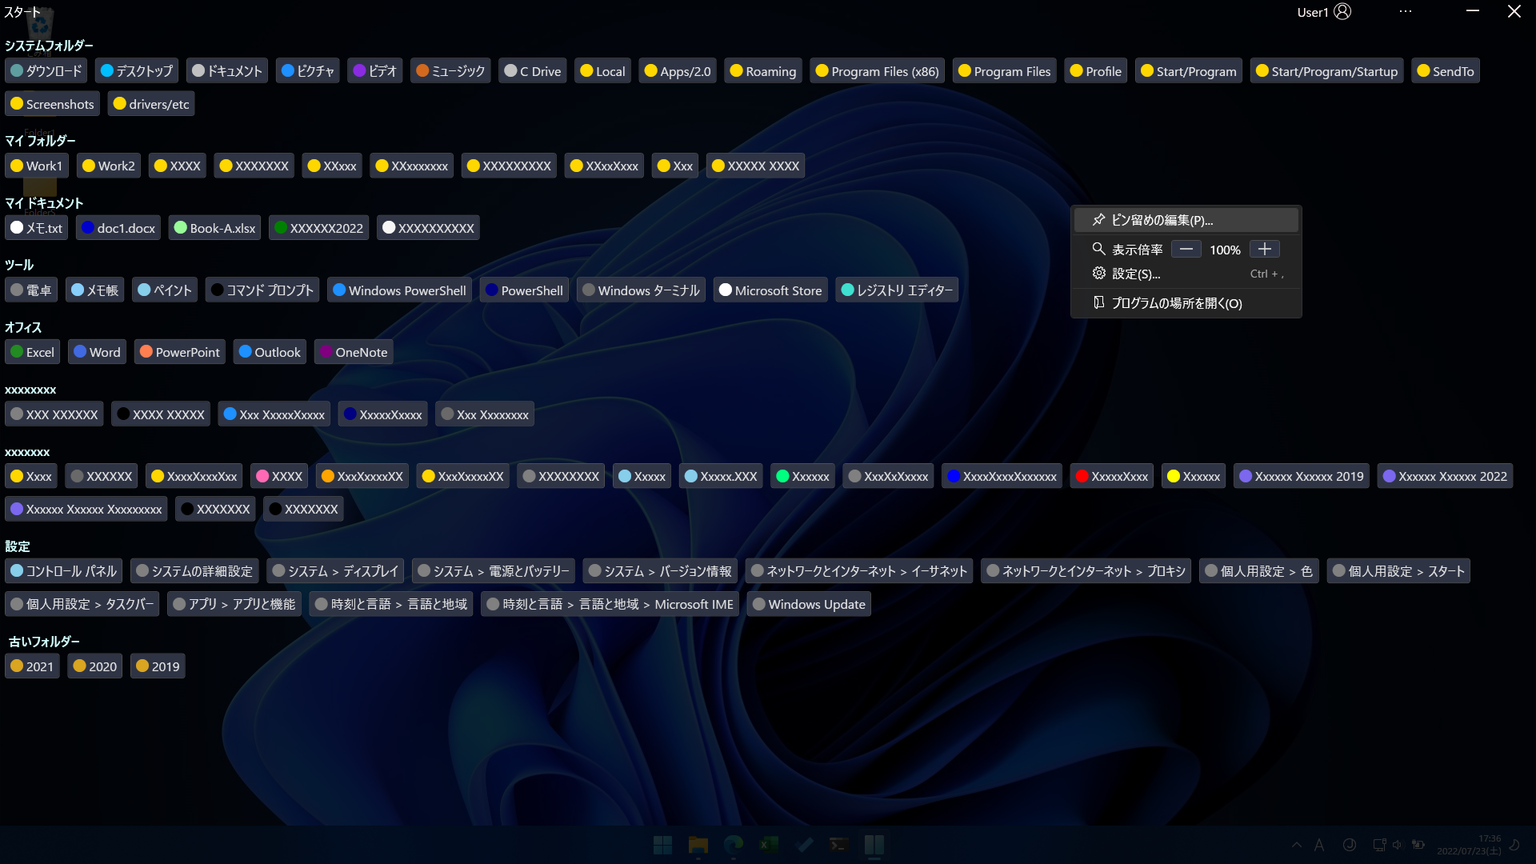 スタート
User1
システムフォルダー
ダウンロード デスクトップ ドキュメント ピクチャ ビデオ ミュージック C Drive Local Apps/2.0 Roaming Program Files (x86) Program Files Profile Start/Program Start/Program/Startup SendTo
Screenshots drivers/etc
マイ フォルダー
Work1 Work2 XXXX XXXXXXX XXxxx XXxxxxxxx XXXXXXXXX XXxxXxxx Xxx XXXXX XXXX
マイ ドキュメント
メモ.txt doc1.docx Book-A.xlsx XXXXXX2022 XXXXXXXXXX
ピン留めの編集(P)...
表示倍率 100%
設定(S)... Ctrl + ,
プログラムの場所を開く(O)
ツール
電卓 メモ帳 ペイント コマンド プロンプト Windows PowerShell PowerShell Windows ターミナル Microsoft Store レジストリ エディター
オフィス
Excel Word PowerPoint Outlook OneNote
xxxxxxxx
XXX XXXXXX XXXX XXXXX Xxx XxxxxXxxxx XxxxxXxxxx Xxx Xxxxxxxx
xxxxxxx
Xxxx XXXXXX XxxxXxxxXxx XXXX XxxXxxxxXX XxxXxxxxXX XXXXXXXX Xxxxx Xxxxx.XXX Xxxxxx XxxXxXxxxx XxxxXxxxXxxxxxx XxxxxXxxx Xxxxxx Xxxxxx Xxxxxx 2019 Xxxxxx Xxxxxx 2022
Xxxxxx Xxxxxx Xxxxxxxxx XXXXXXX XXXXXXX
設定
コントロール パネル システムの詳細設定 システム > ディスプレイ システム > 電源とバッテリー システム > バージョン情報 ネットワークとインターネット > イーサネット ネットワークとインターネット > プロキシ 個人用設定 > 色 個人用設定 > スタート
個人用設定 > タスクバー アプリ > アプリと機能 時刻と言語 > 言語と地域 時刻と言語 > 言語と地域 > Microsoft IME Windows Update
古いフォルダー
2021 2020 2019
A 17:36
2022/07/23(土)